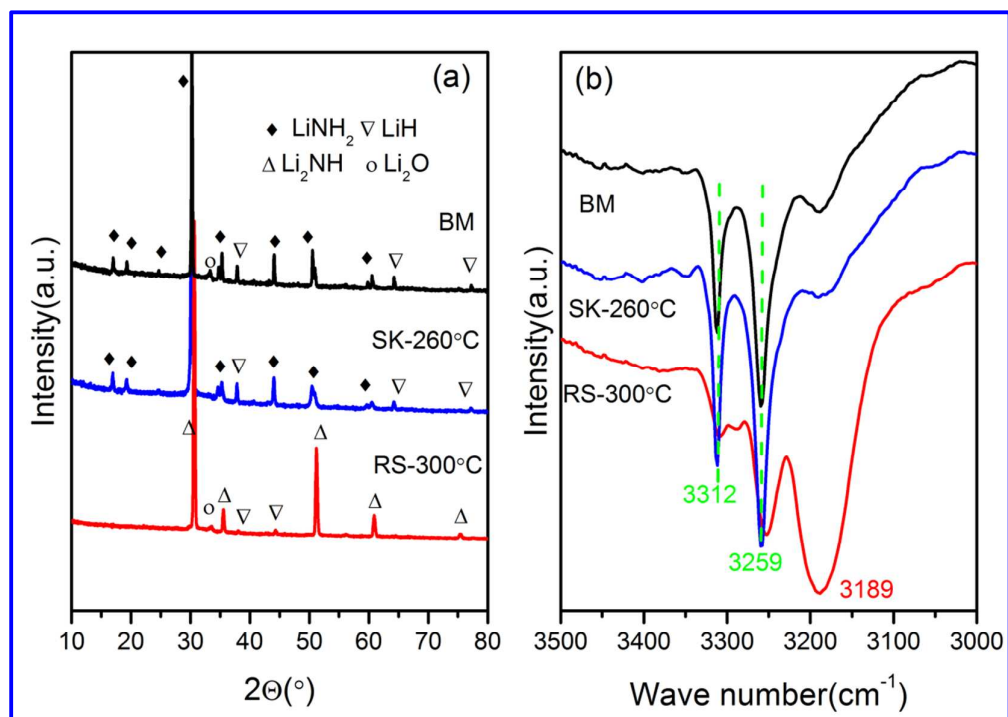 (a)
♦ LiNH₂ ▽ LiH
△ Li₂NH o Li₂O
BM
o
SK-260°C
RS-300°C
o
Intensity(a.u.)
10 20 30 40 50 60 70 80
2Θ(°)
(b)
BM
SK-260°C
RS-300°C
3312
3259
3189
Intensity(a.u.)
3500 3400 3300 3200 3100 3000
Wave number(cm⁻¹)